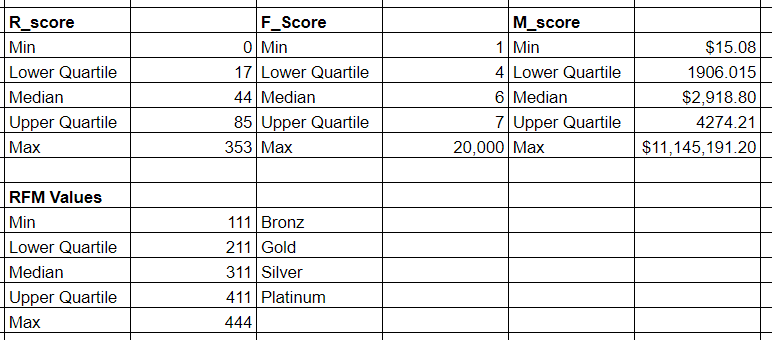 R_score F_Score M_score
Min 0 Min 1 Min $15.08
Lower Quartile 17 Lower Quartile 4 Lower Quartile 1906.015
Median 44 Median 6 Median $2,918.80
Upper Quartile 85 Upper Quartile 7 Upper Quartile 4274.21
Max 353 Max 20,000 Max $11,145,191.20
RFM Values
Min 111 Bronz
Lower Quartile 211 Gold
Median 311 Silver
Upper Quartile 411 Platinum
Max 444